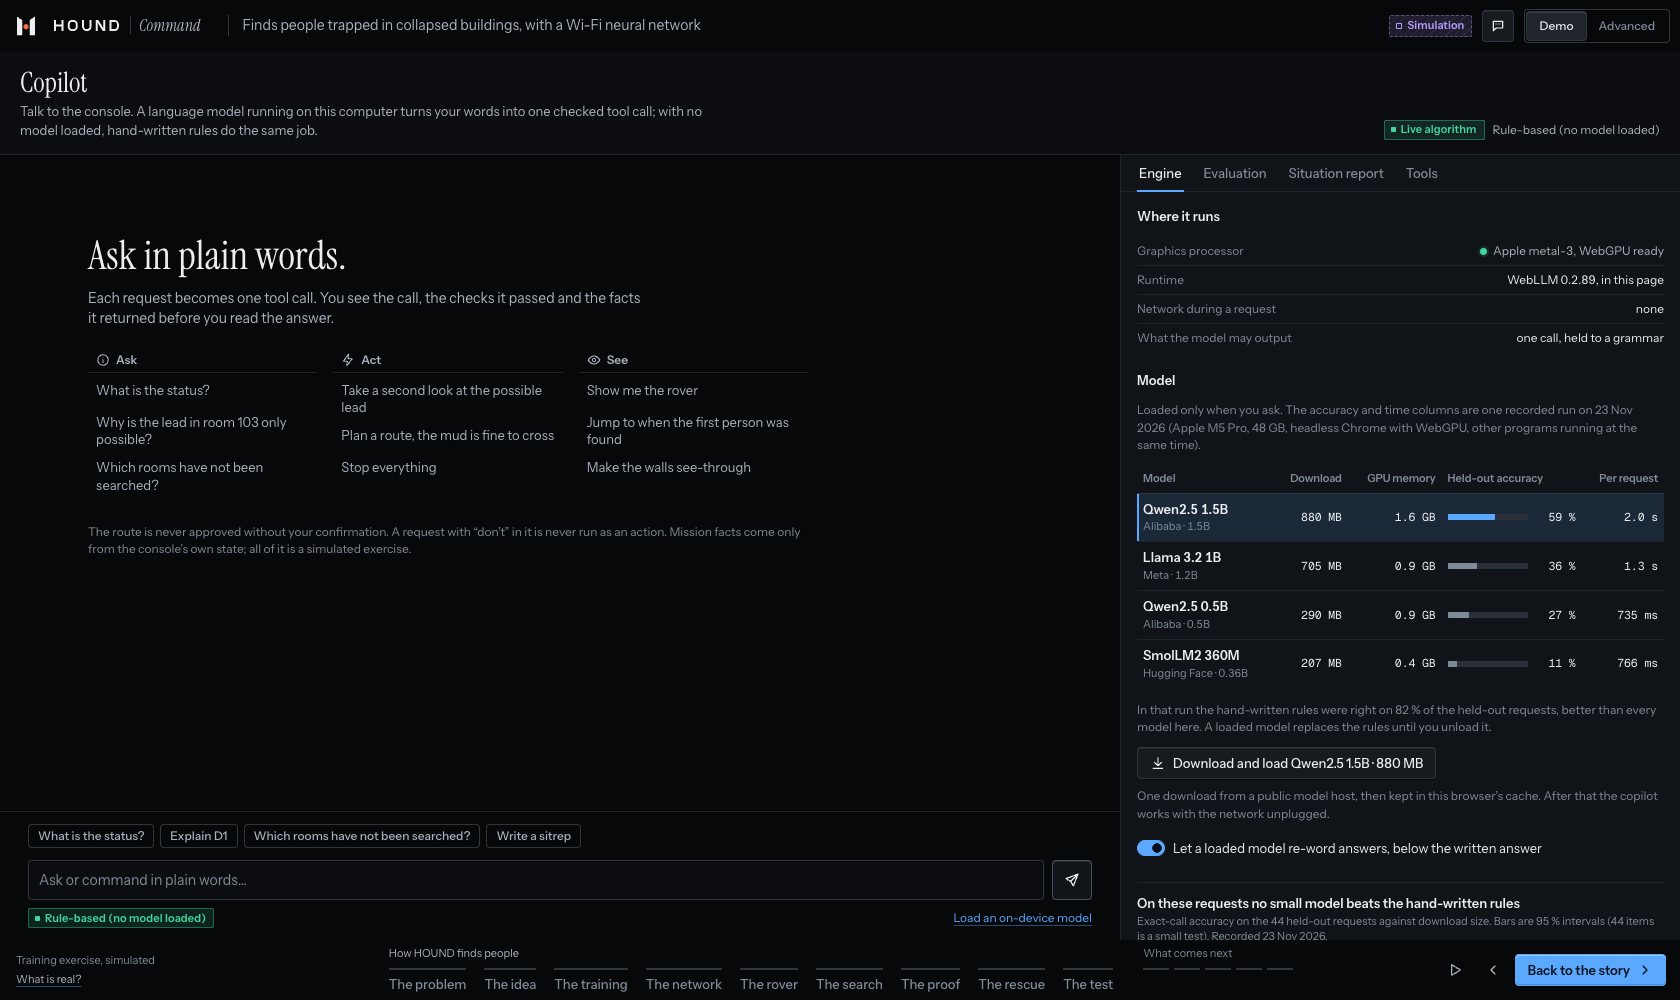 HOUND Command Finds people trapped in collapsed buildings, with a Wi-Fi neural network Simulation Demo Advanced
Copilot
Talk to the console. A language model running on this computer turns your words into one checked tool call; with no
model loaded, hand-written rules do the same job.
Live algorithm Rule-based (no model loaded)
Ask in plain words.
Each request becomes one tool call. You see the call, the checks it passed and the facts
it returned before you read the answer.
Ask
What is the status?
Why is the lead in room 103 only
possible?
Which rooms have not been
searched?
Act
Take a second look at the possible
lead
Plan a route, the mud is fine to cross
Stop everything
See
Show me the rover
Jump to when the first person was
found
Make the walls see-through
The route is never approved without your confirmation. A request with “don’t” in it is never run as an action. Mission facts come only
from the console’s own state; all of it is a simulated exercise.
What is the status? Explain D1 Which rooms have not been searched? Write a sitrep
Ask or command in plain words...
Rule-based (no model loaded) Load an on-device model
Engine Evaluation Situation report Tools
Where it runs
Graphics processor Apple metal-3, WebGPU ready
Runtime WebLLM 0.2.89, in this page
Network during a request none
What the model may output one call, held to a grammar
Model
Loaded only when you ask. The accuracy and time columns are one recorded run on 23 Nov
2026 (Apple M5 Pro, 48 GB, headless Chrome with WebGPU, other programs running at the
same time).
Model Download GPU memory Held-out accuracy Per request
Qwen2.5 1.5B 880 MB 1.6 GB 59 % 2.0 s
Alibaba · 1.5B
Llama 3.2 1B 705 MB 0.9 GB 36 % 1.3 s
Meta · 1.2B
Qwen2.5 0.5B 290 MB 0.9 GB 27 % 735 ms
Alibaba · 0.5B
SmolLM2 360M 207 MB 0.4 GB 11 % 766 ms
Hugging Face · 0.36B
In that run the hand-written rules were right on 82 % of the held-out requests, better than every
model here. A loaded model replaces the rules until you unload it.
Download and load Qwen2.5 1.5B · 880 MB
One download from a public model host, then kept in this browser’s cache. After that the copilot
works with the network unplugged.
Let a loaded model re-word answers, below the written answer
On these requests no small model beats the hand-written rules
Exact-call accuracy on the 44 held-out requests against download size. Bars are 95 % intervals (44 items
is a small test). Recorded 23 Nov 2026.
Training exercise, simulated
What is real?
How HOUND finds people
The problem The idea The training The network The rover The search The proof The rescue The test
What comes next
Back to the story